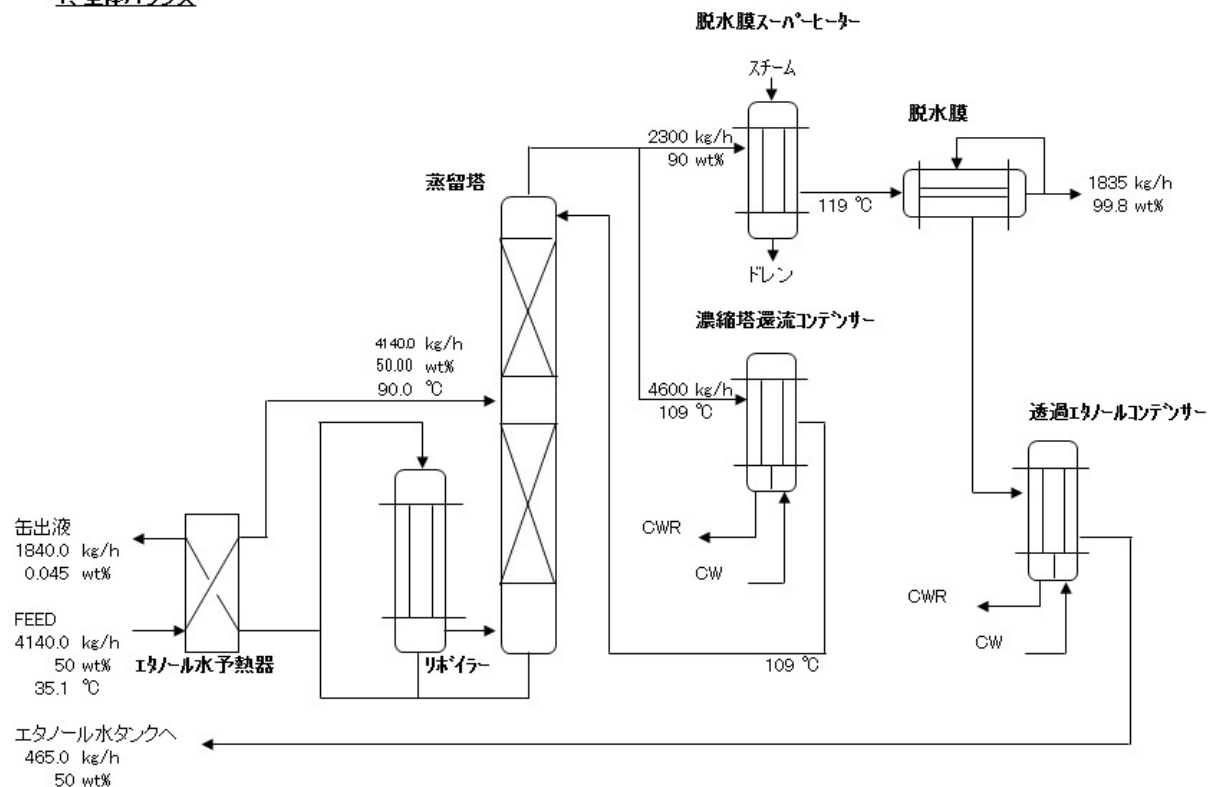 1、全体バランス
脱水膜スーパーヒーター
スチーム
脱水膜
2300 kg/h
90 wt%
蒸留塔
1835 kg/h
99.8 wt%
119 ℃
ドレン
濃縮塔還流コンデンサー
4140.0 kg/h
50.00 wt%
90.0 ℃
4600 kg/h
109 ℃
透過エタノールコンデンサー
缶出液
1840.0 kg/h
0.045 wt%
CWR
CW
FEED
4140.0 kg/h
50 wt%
35.1 ℃
エタノール水予熱器
リボイラー
109 ℃
CWR
CW
エタノール水タンクへ
465.0 kg/h
50 wt%